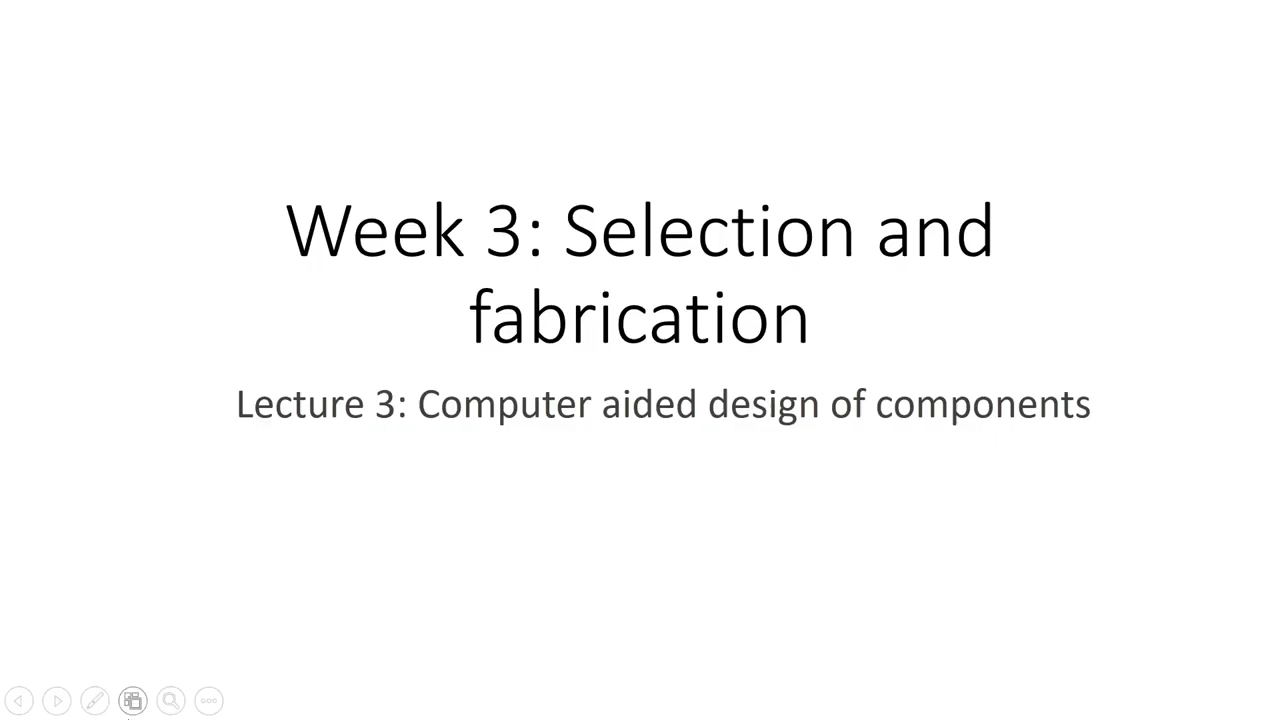 Week 3: Selection and
fabrication
Lecture 3: Computer aided design of components